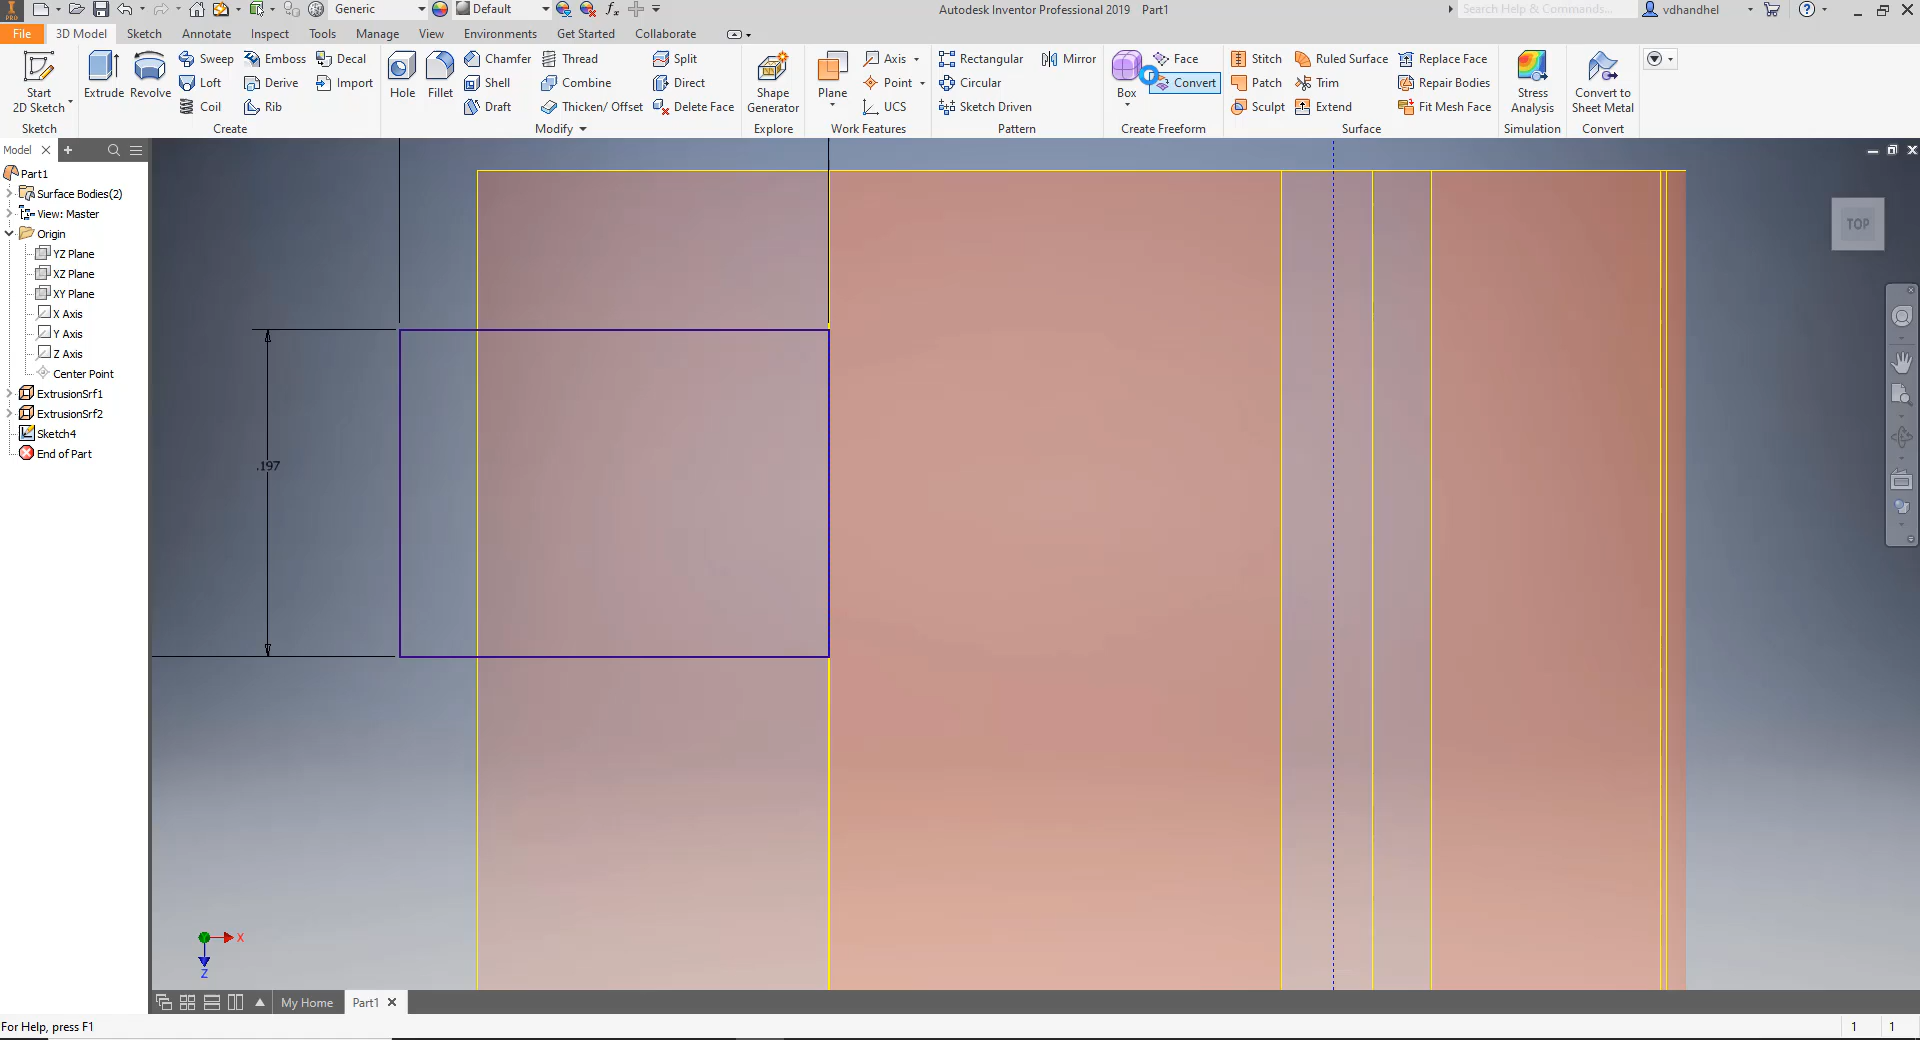 Generic Default Autodesk Inventor Professional 2019 Part1 Search Help & Commands... vdhandhel
PRO
File 3D Model Sketch Annotate Inspect Tools Manage View Environments Get Started Collaborate
Start 2D Sketch
Sketch
Extrude Revolve
Sweep Emboss Decal
Loft Derive Import
Coil Rib
Create
Hole Fillet
Chamfer Thread Split
Shell Combine Direct
Draft Thicken/ Offset Delete Face
Modify
Shape Generator
Explore
Plane
Axis
Point
UCS
Work Features
Rectangular Mirror
Circular
Sketch Driven
Pattern
Box
Face
Convert
Create Freeform
Stitch Ruled Surface Replace Face
Patch Trim Repair Bodies
Sculpt Extend Fit Mesh Face
Surface
Stress Analysis
Simulation
Convert to Sheet Metal
Convert
Model
Part1
Surface Bodies(2)
View: Master
Origin
YZ Plane
XZ Plane
XY Plane
X Axis
Y Axis
Z Axis
Center Point
ExtrusionSrf1
ExtrusionSrf2
Sketch4
End of Part
.197
TOP
X
Z
My Home Part1
For Help, press F1 1 1